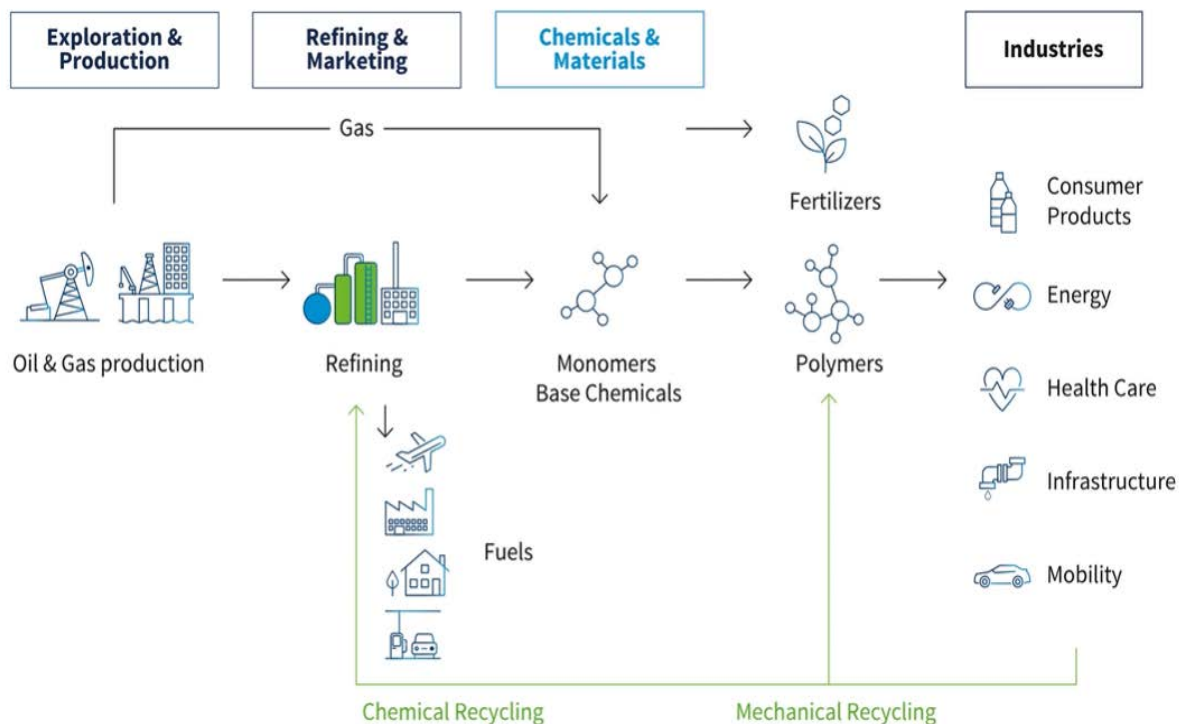 Exploration &
Production
Refining &
Marketing
Chemicals &
Materials
Industries
Gas
Fertilizers
Consumer
Products
Oil & Gas production
Refining
Monomers
Base Chemicals
Polymers
Energy
Health Care
Infrastructure
Fuels
Mobility
Chemical Recycling
Mechanical Recycling